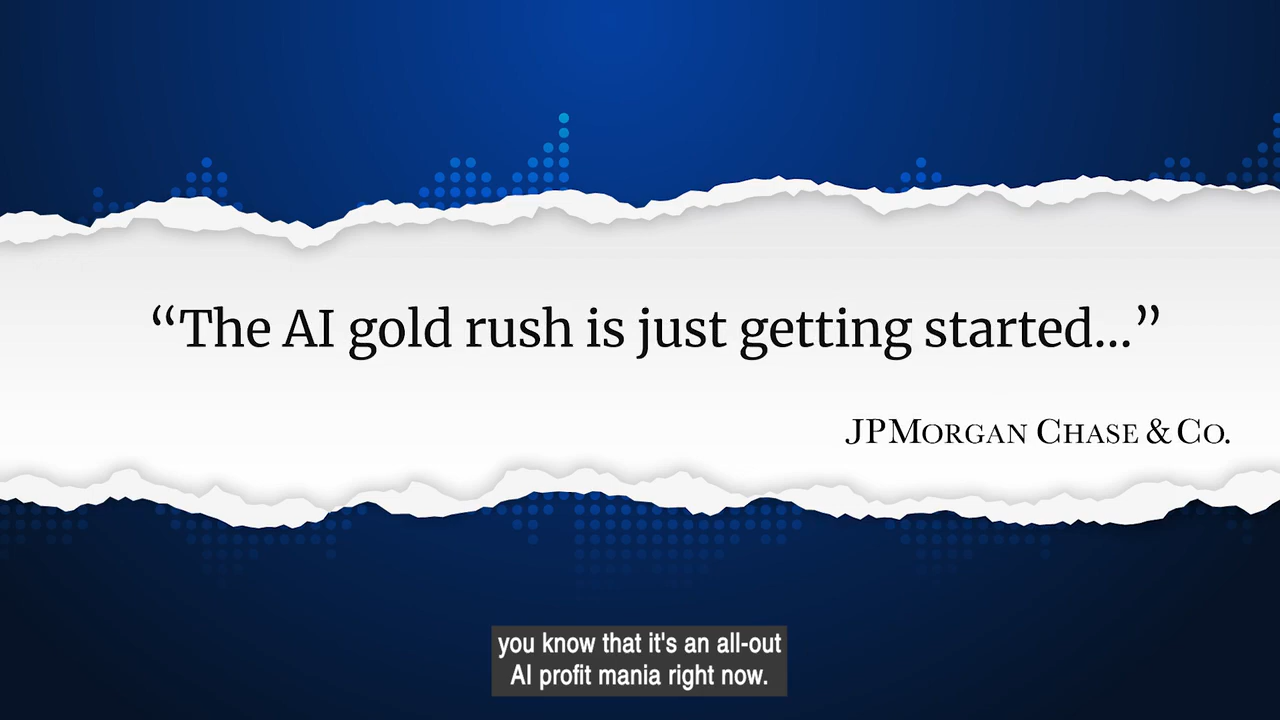 “The AI gold rush is just getting started...”
JPMORGAN CHASE & CO.
you know that it's an all-out
AI profit mania right now.